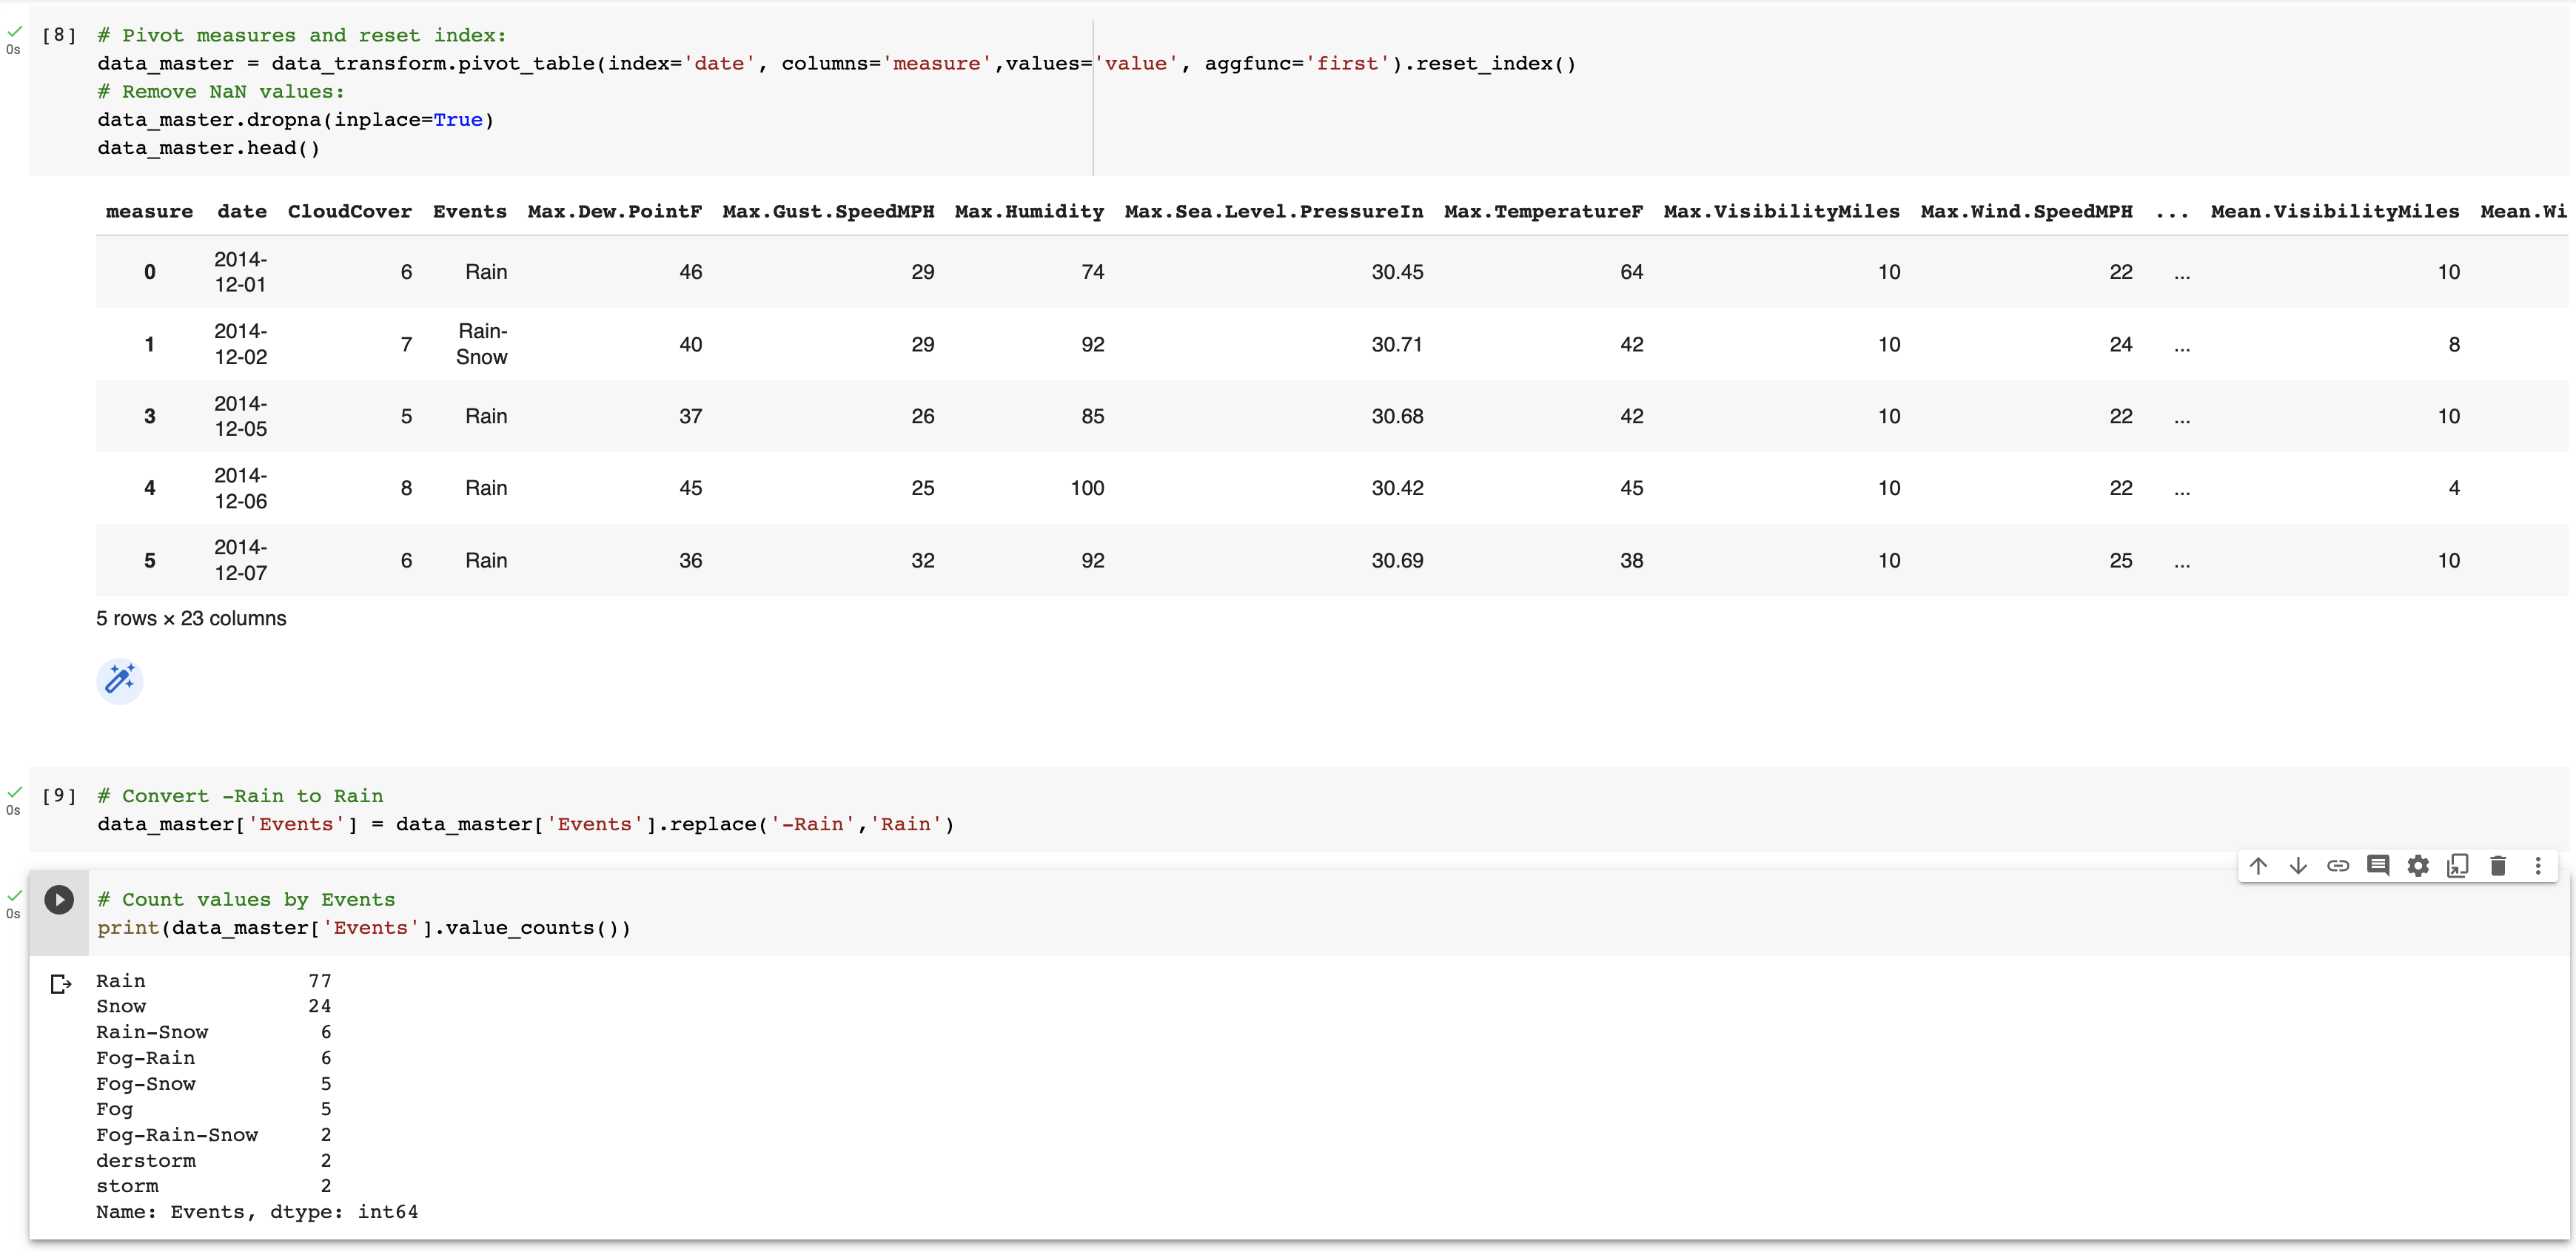 [8] # Pivot measures and reset index:
data_master = data_transform.pivot_table(index='date', columns='measure',values='value', aggfunc='first').reset_index()
# Remove NaN values:
data_master.dropna(inplace=True)
data_master.head()
0s
measure date CloudCover Events Max.Dew.PointF Max.Gust.SpeedMPH Max.Humidity Max.Sea.Level.PressureIn Max.TemperatureF Max.VisibilityMiles Max.Wind.SpeedMPH ... Mean.VisibilityMiles Mean.Wi
0 2014-12-01 6 Rain 46 29 74 30.45 64 10 22 ... 10
1 2014-12-02 7 Rain-Snow 40 29 92 30.71 42 10 24 ... 8
3 2014-12-05 5 Rain 37 26 85 30.68 42 10 22 ... 10
4 2014-12-06 8 Rain 45 25 100 30.42 45 10 22 ... 4
5 2014-12-07 6 Rain 36 32 92 30.69 38 10 25 ... 10
5 rows × 23 columns
[9] # Convert -Rain to Rain
0s
data_master['Events'] = data_master['Events'].replace('-Rain','Rain')
# Count values by Events
0s
print(data_master['Events'].value_counts())
Rain 77
Snow 24
Rain-Snow 6
Fog-Rain 6
Fog-Snow 5
Fog 5
Fog-Rain-Snow 2
derstorm 2
storm 2
Name: Events, dtype: int64